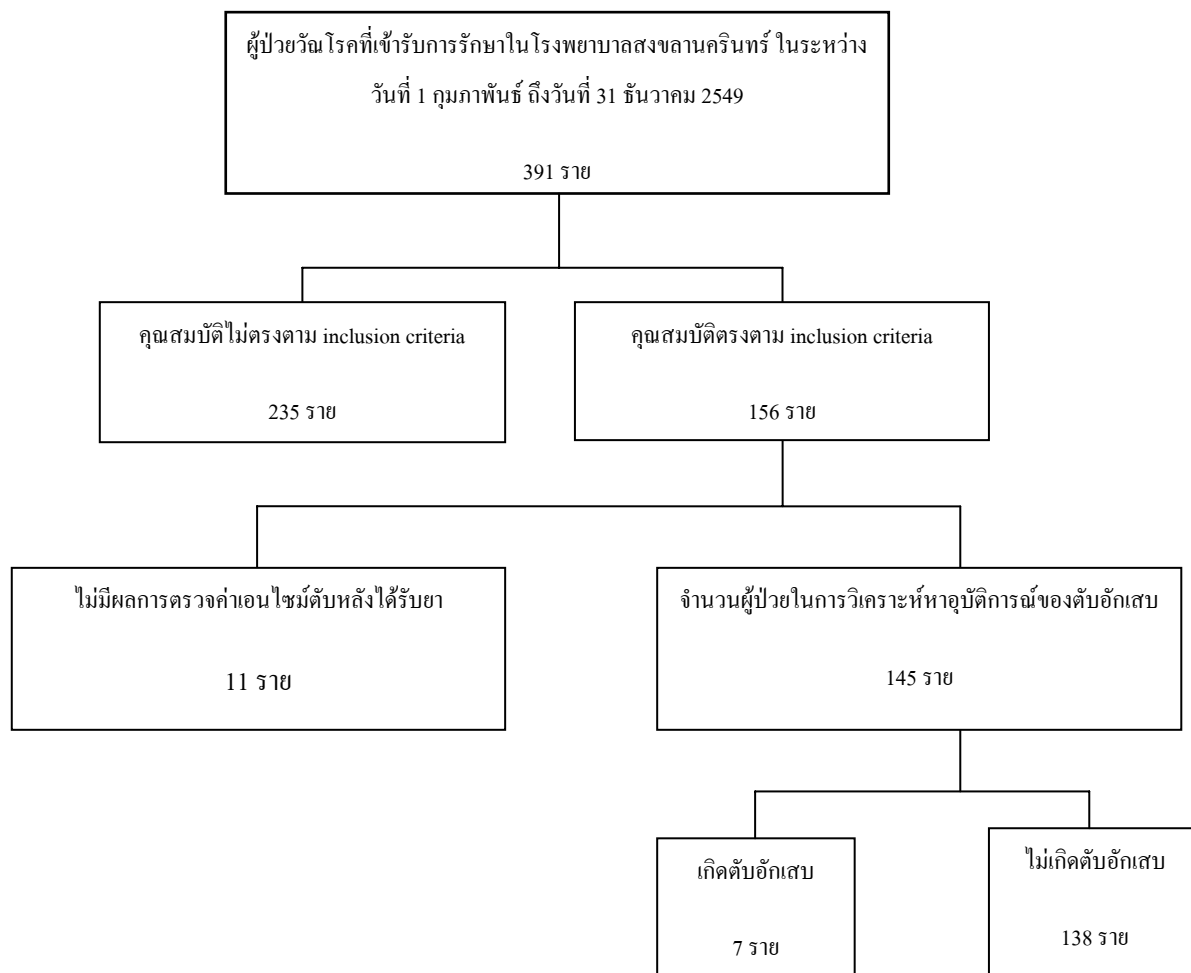 ผู้ป่วยวัณโรคที่เข้ารับการรักษาในโรงพยาบาลสงขลานครินทร์ ในระหว่าง
วันที่ 1 กุมภาพันธ์ ถึงวันที่ 31 ธันวาคม 2549
391 ราย
คุณสมบัติไม่ตรงตาม inclusion criteria
235 ราย
คุณสมบัติตรงตาม inclusion criteria
156 ราย
ไม่มีผลการตรวจค่าเอนไซม์ตับหลังได้รับยา
11 ราย
จำนวนผู้ป่วยในการวิเคราะห์หาอุบัติการณ์ของตับอักเสบ
145 ราย
เกิดตับอักเสบ
7 ราย
ไม่เกิดตับอักเสบ
138 ราย